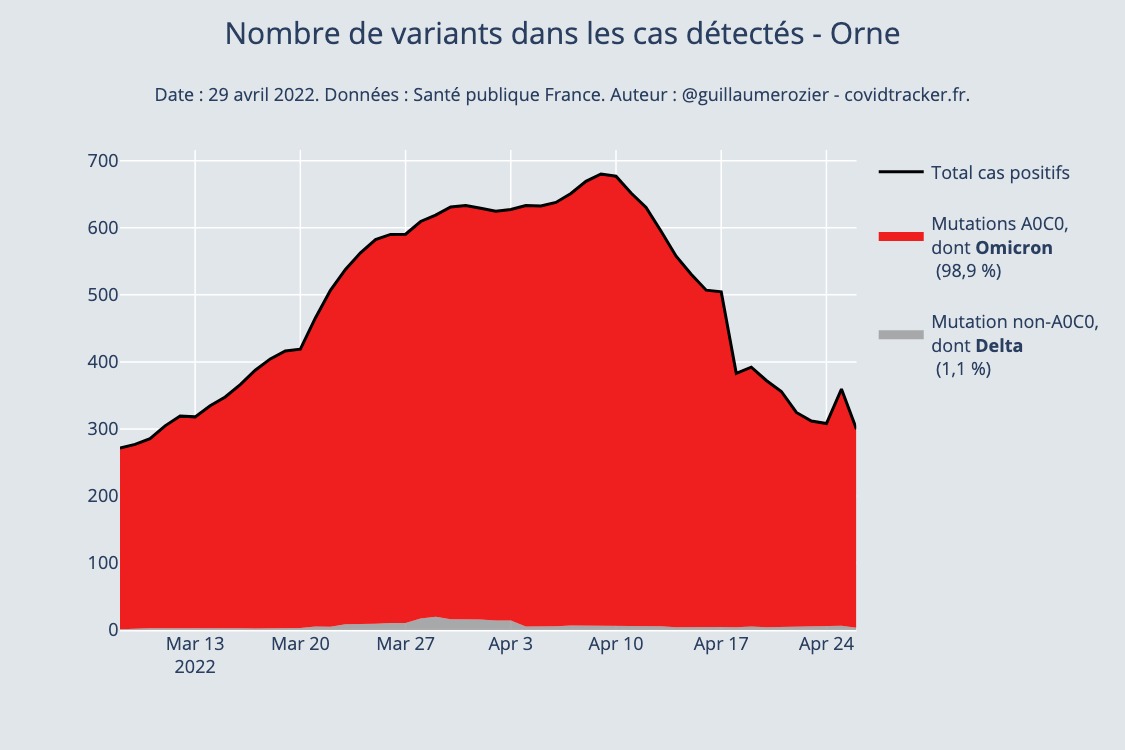 Nombre de variants dans les cas détectés - Orne
Date : 29 avril 2022. Données : Santé publique France. Auteur : @guillaumerozier - covidtracker.fr.
700
600
500
400
300
200
100
0
Mar 13
2022
Mar 20
Mar 27
Apr 3
Apr 10
Apr 17
Apr 24
Total cas positifs
Mutations A0C0,
dont Omicron
(98,9 %)
Mutation non-A0C0,
dont Delta
(1,1 %)